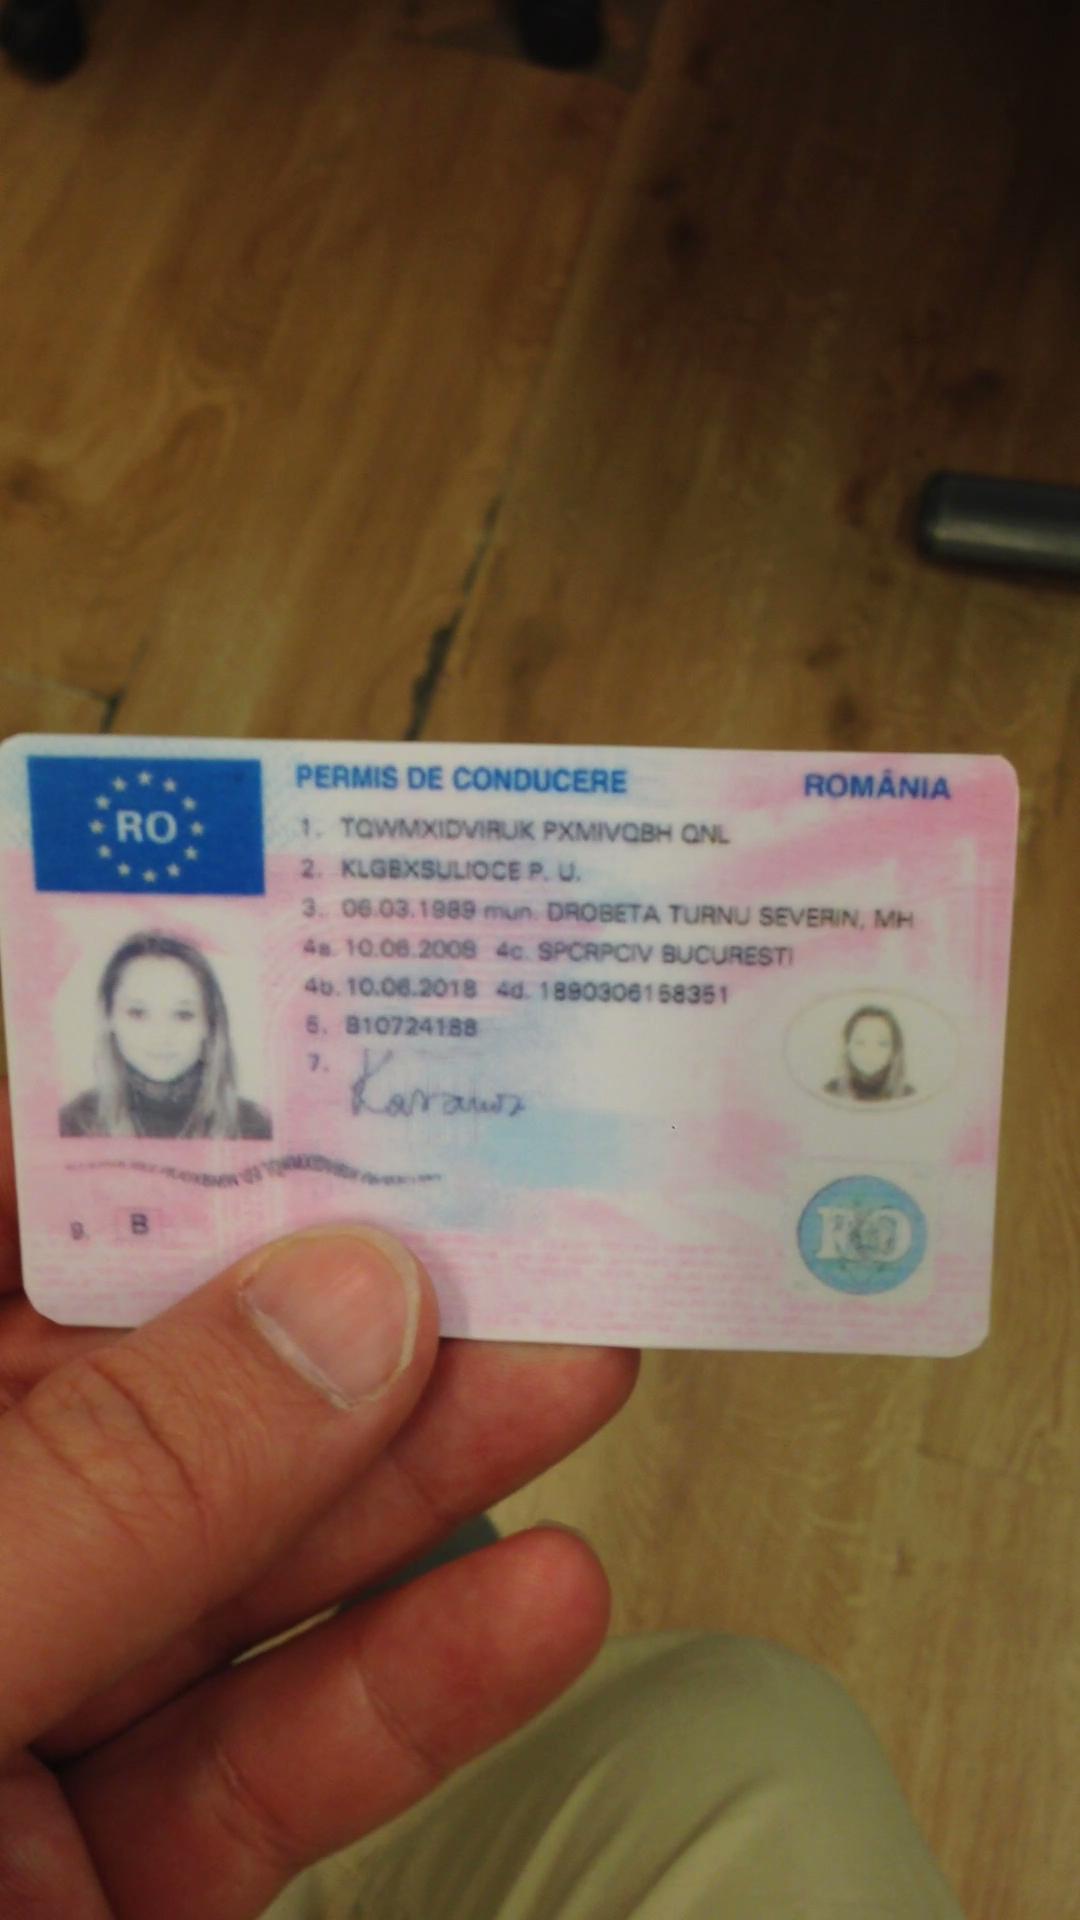 RO
PERMIS DE CONDUCERE
ROMÂNIA
1. TQWMXIDVIRUK PXMIVQBH QNL
2. KLGBXSULIOCE P. U.
3. 06.03.1989 mun. DROBETA TURNU SEVERIN, MH
4a. 10.06.2008 4c. SPCRPCIV BUCURESTI
4b. 10.06.2018 4d. 1890306158351
5. B10724188
7.
9. B
RO